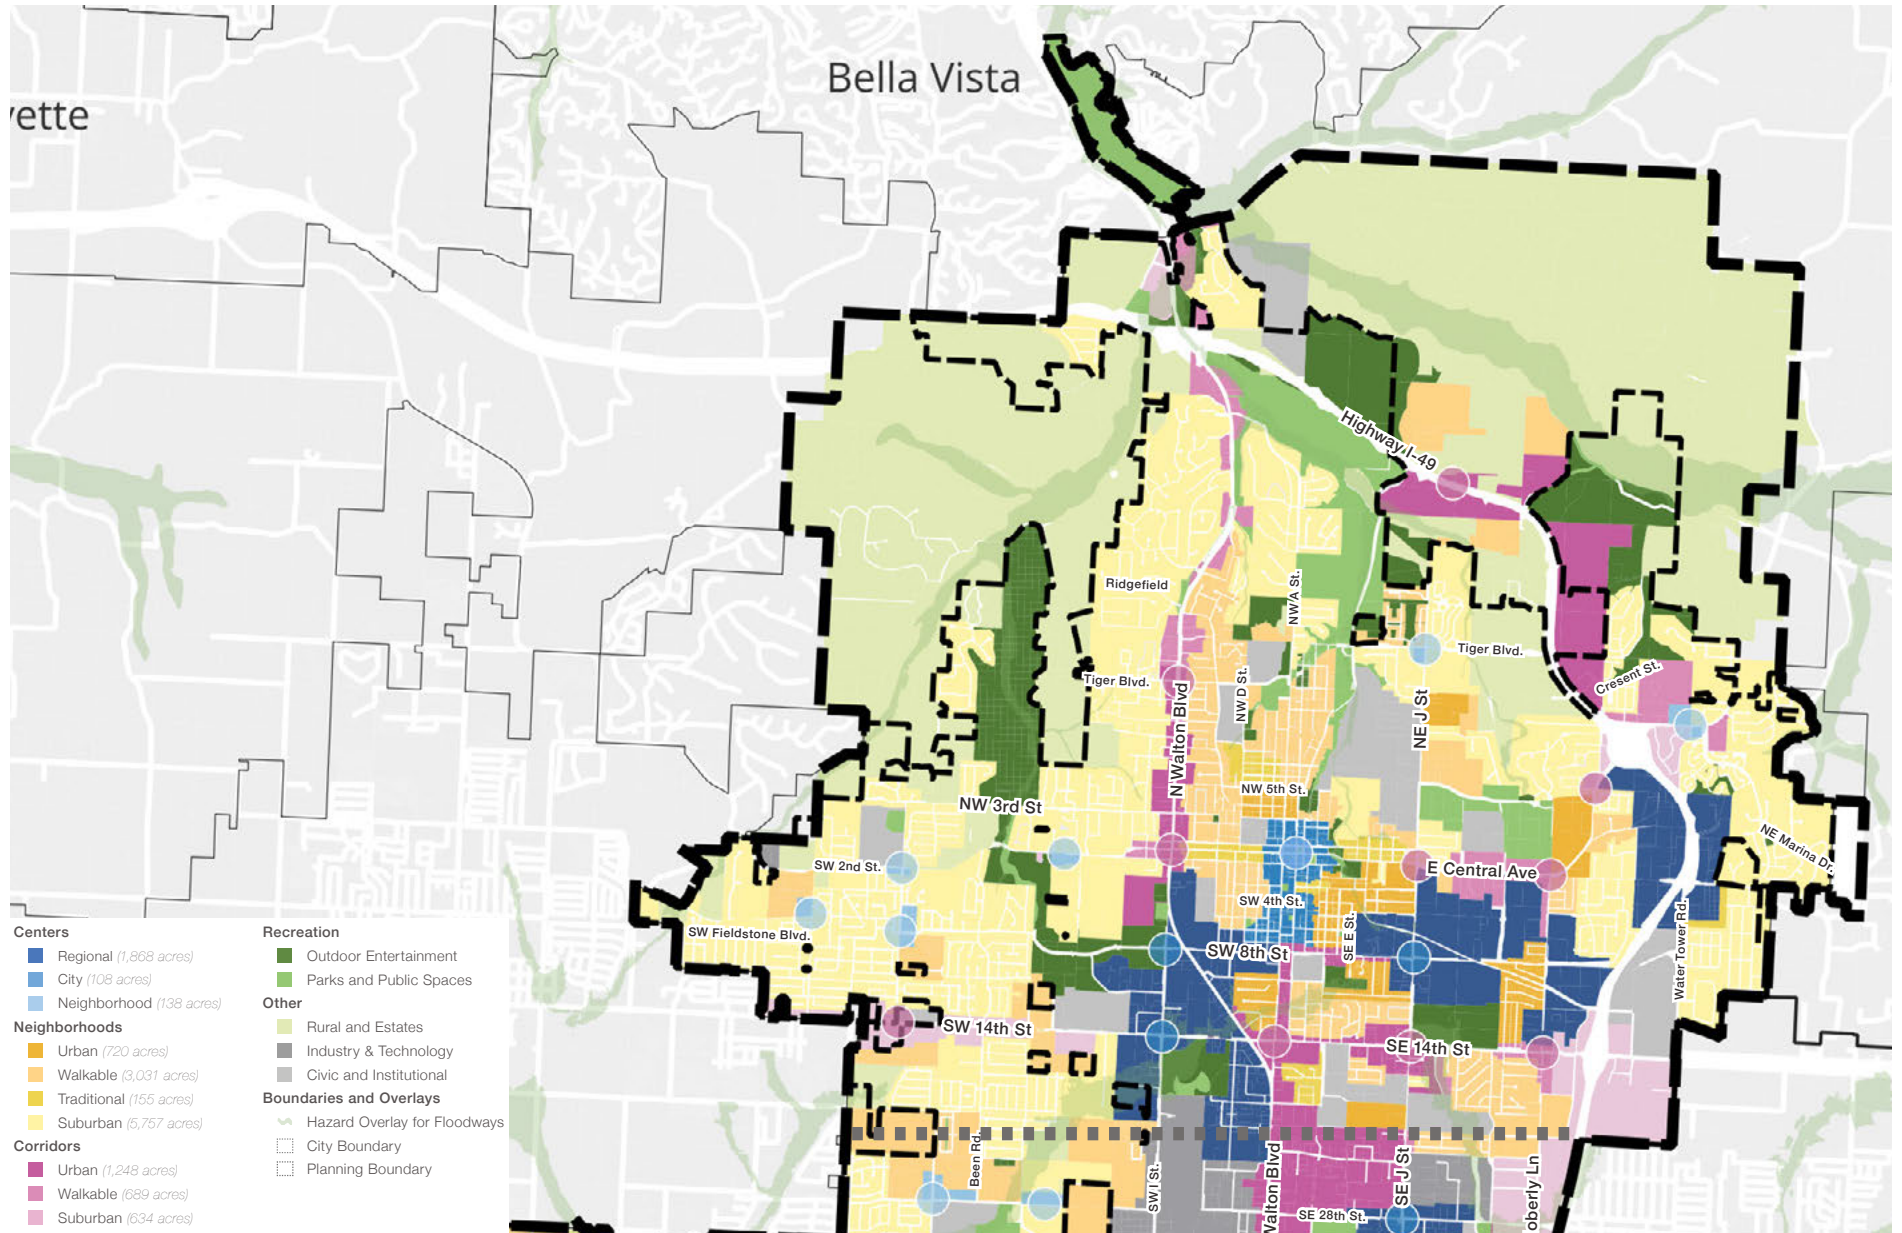 Bella Vista
vette
Highway I-49
Ridgefield
NW A St.
Tiger Blvd.
Tiger Blvd.
Cresent St.
NW D St.
N Walton Blvd
NE J St
NW 5th St.
NW 3rd St
NE Marina Dr.
SW 2nd St.
E Central Ave
SW 4th St.
SW Fieldstone Blvd.
SE E St.
SW 8th St
Water Tower Rd.
SW 14th St
SE 14th St
Been Rd.
SW I St.
Walton Blvd
SE J St
oberly Ln
SE 28th St.
Centers
Regional (1,868 acres)
City (108 acres)
Neighborhood (138 acres)
Neighborhoods
Urban (720 acres)
Walkable (3,031 acres)
Traditional (155 acres)
Suburban (5,757 acres)
Corridors
Urban (1,248 acres)
Walkable (689 acres)
Suburban (634 acres)
Recreation
Outdoor Entertainment
Parks and Public Spaces
Other
Rural and Estates
Industry & Technology
Civic and Institutional
Boundaries and Overlays
Hazard Overlay for Floodways
City Boundary
Planning Boundary